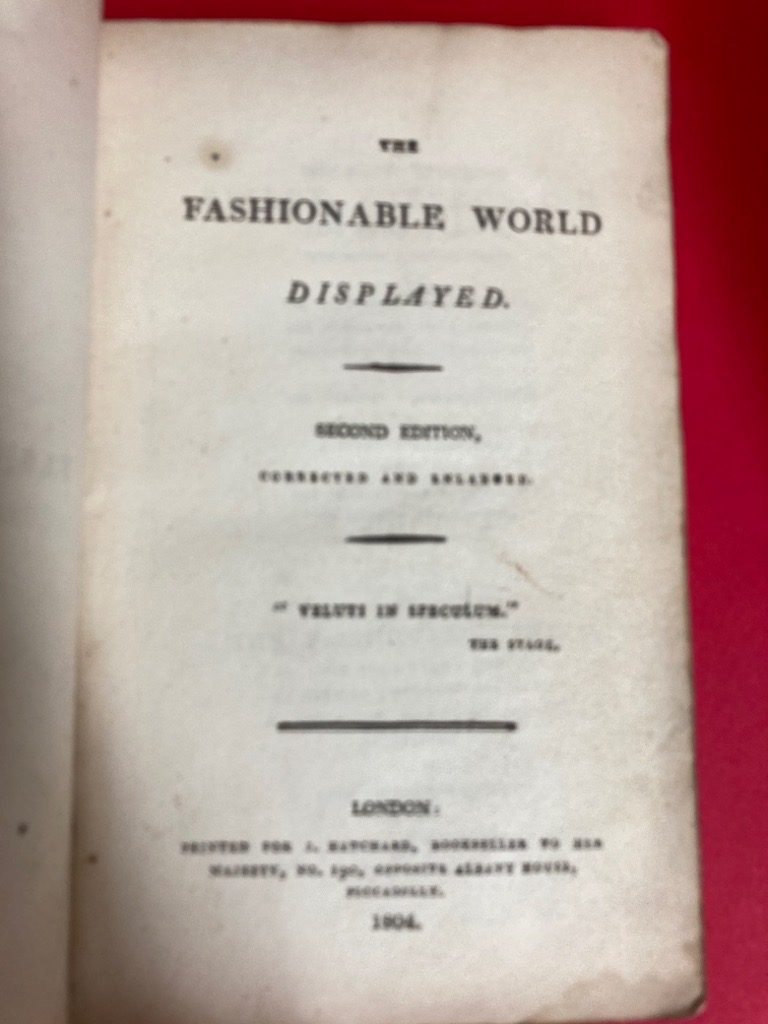 THE
FASHIONABLE WORLD
DISPLAYED.
SECOND EDITION,
CORRECTED AND ENLARGED.
"VELUTI IN SPECULUM."
THE STAGE.
LONDON:
PRINTED FOR J. HATCHARD, BOOKSELLER TO HER
MAJESTY, NO. 190, OPPOSITE ALBANY HOUSE,
PICCADILLY.
1804.